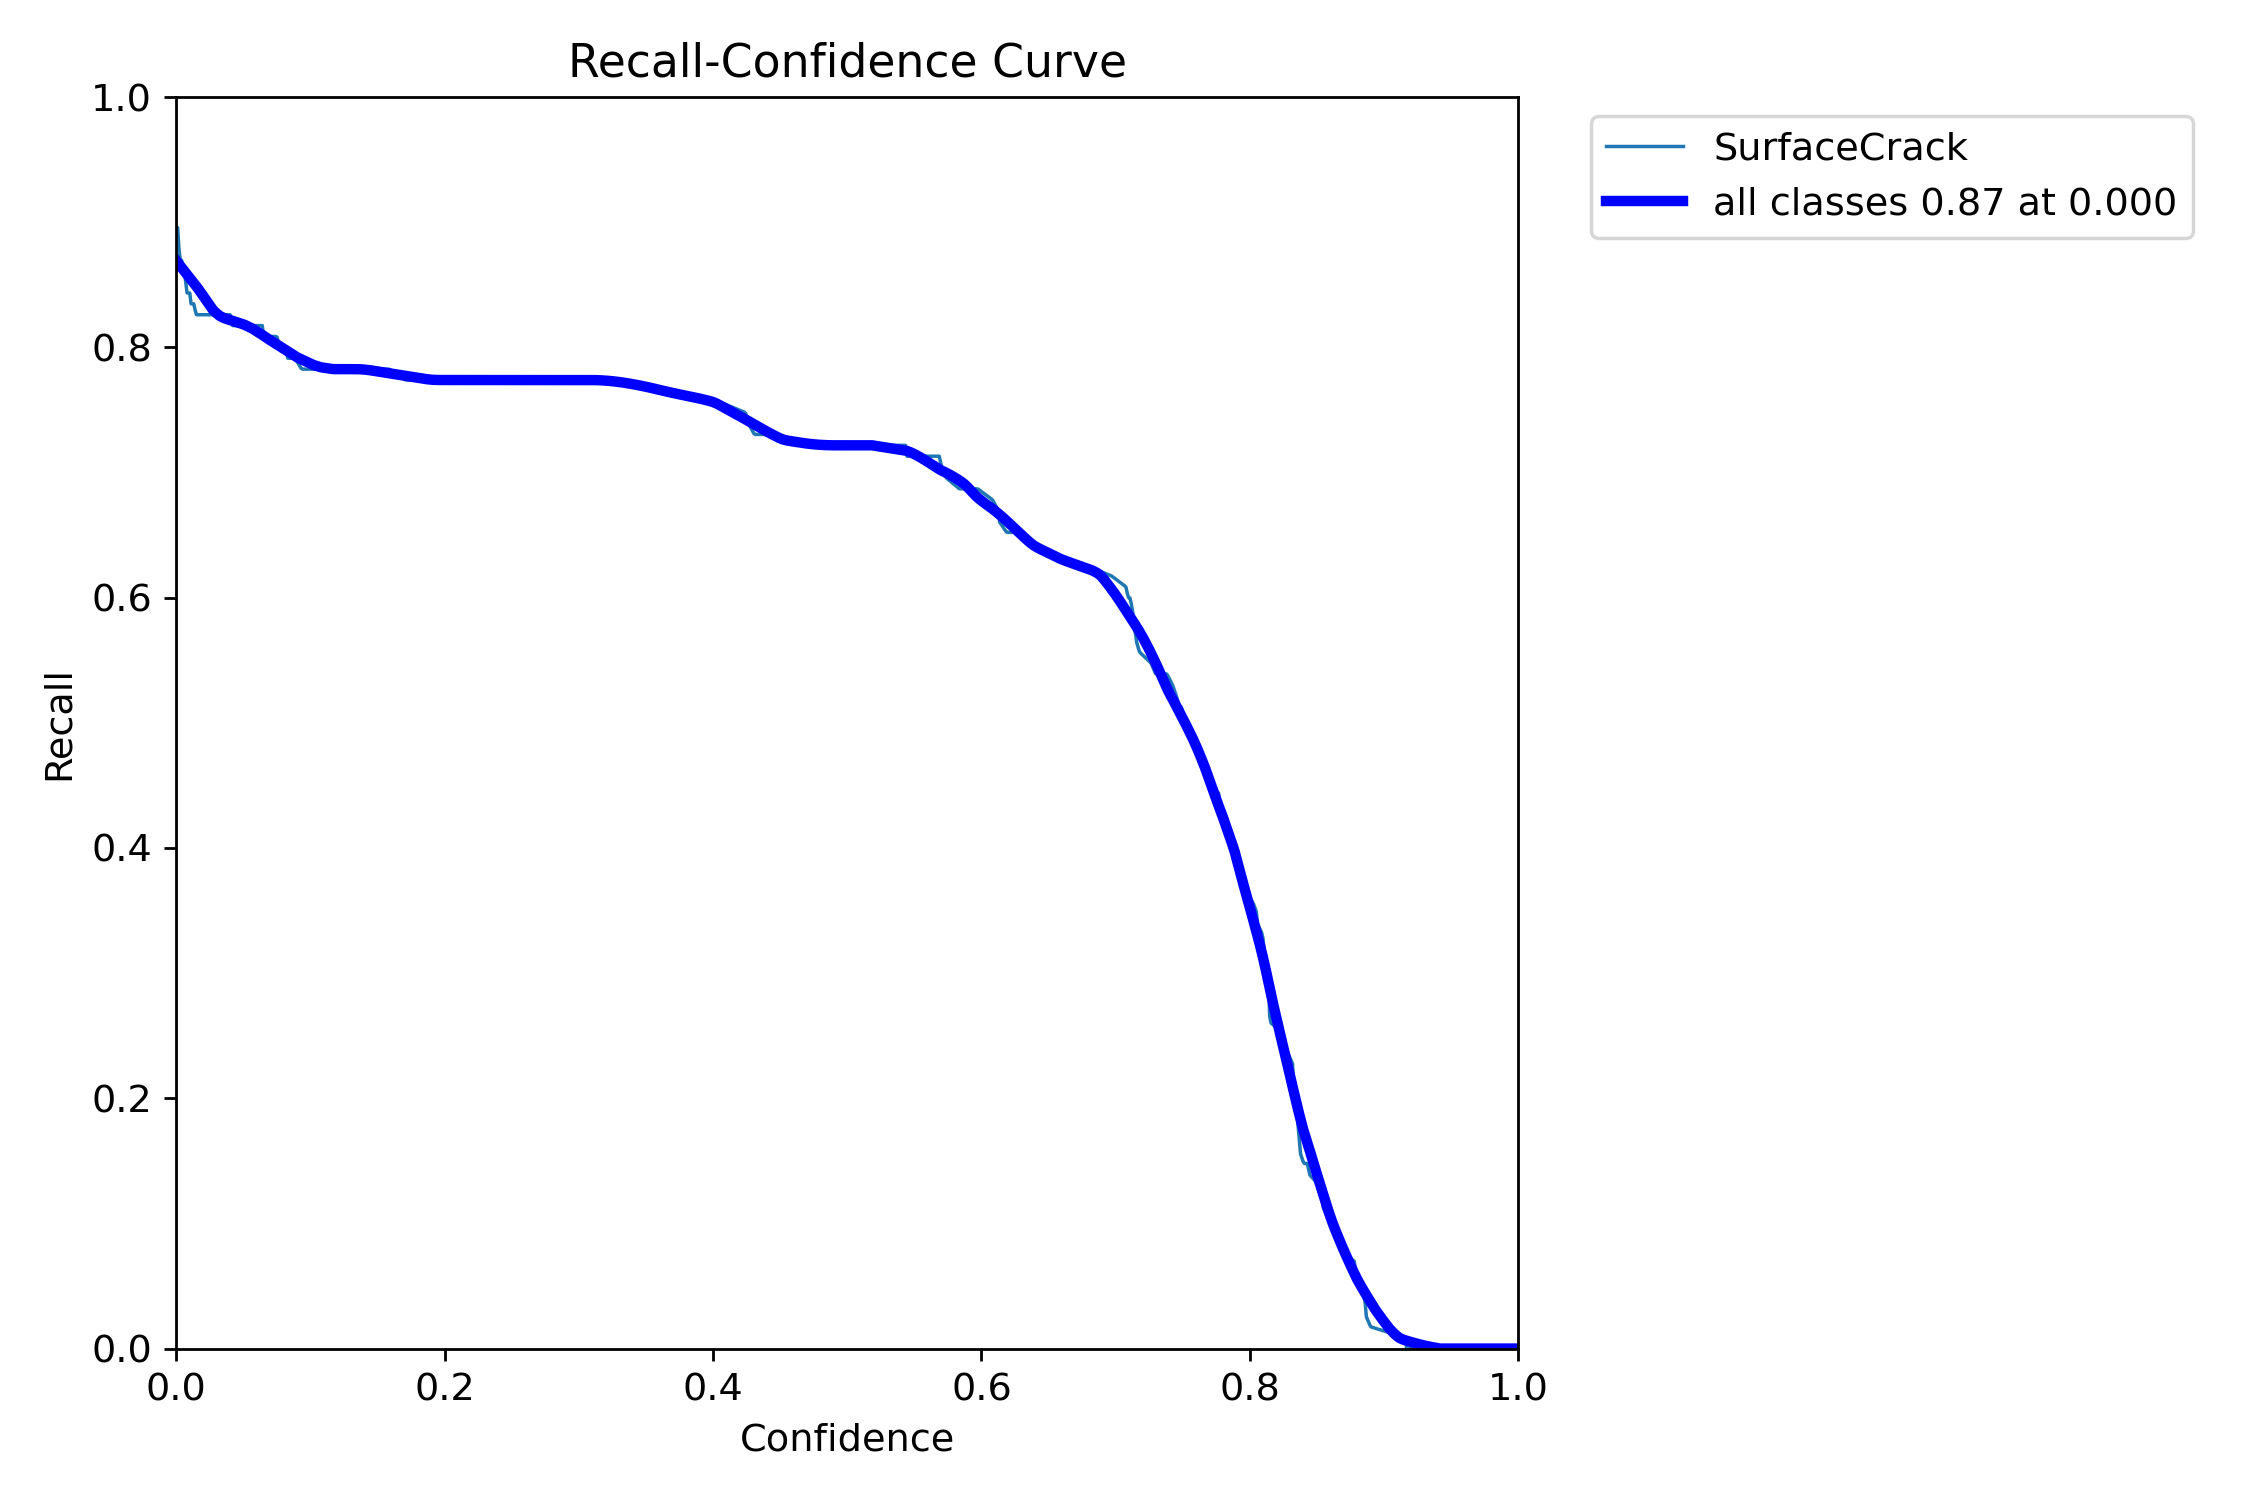 Recall-Confidence Curve
1.0
0.8
0.6
0.4
0.2
0.0
Recall
0.0 0.2 0.4 0.6 0.8 1.0
Confidence
SurfaceCrack
all classes 0.87 at 0.000